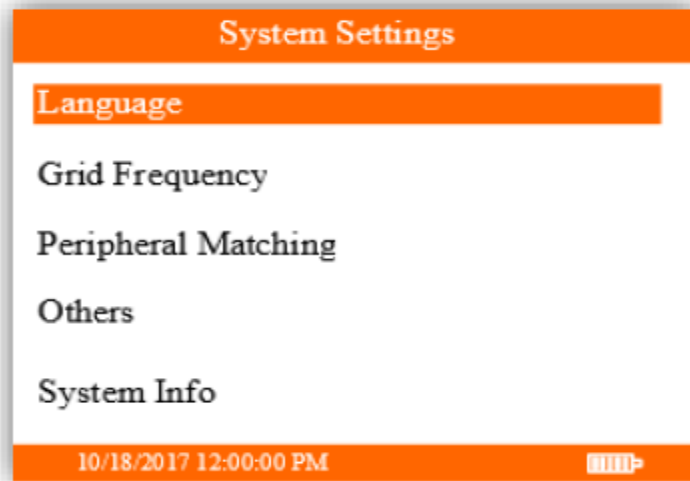 System Settings
Language
Grid Frequency
Peripheral Matching
Others
System Info
10/18/2017 12:00:00 PM